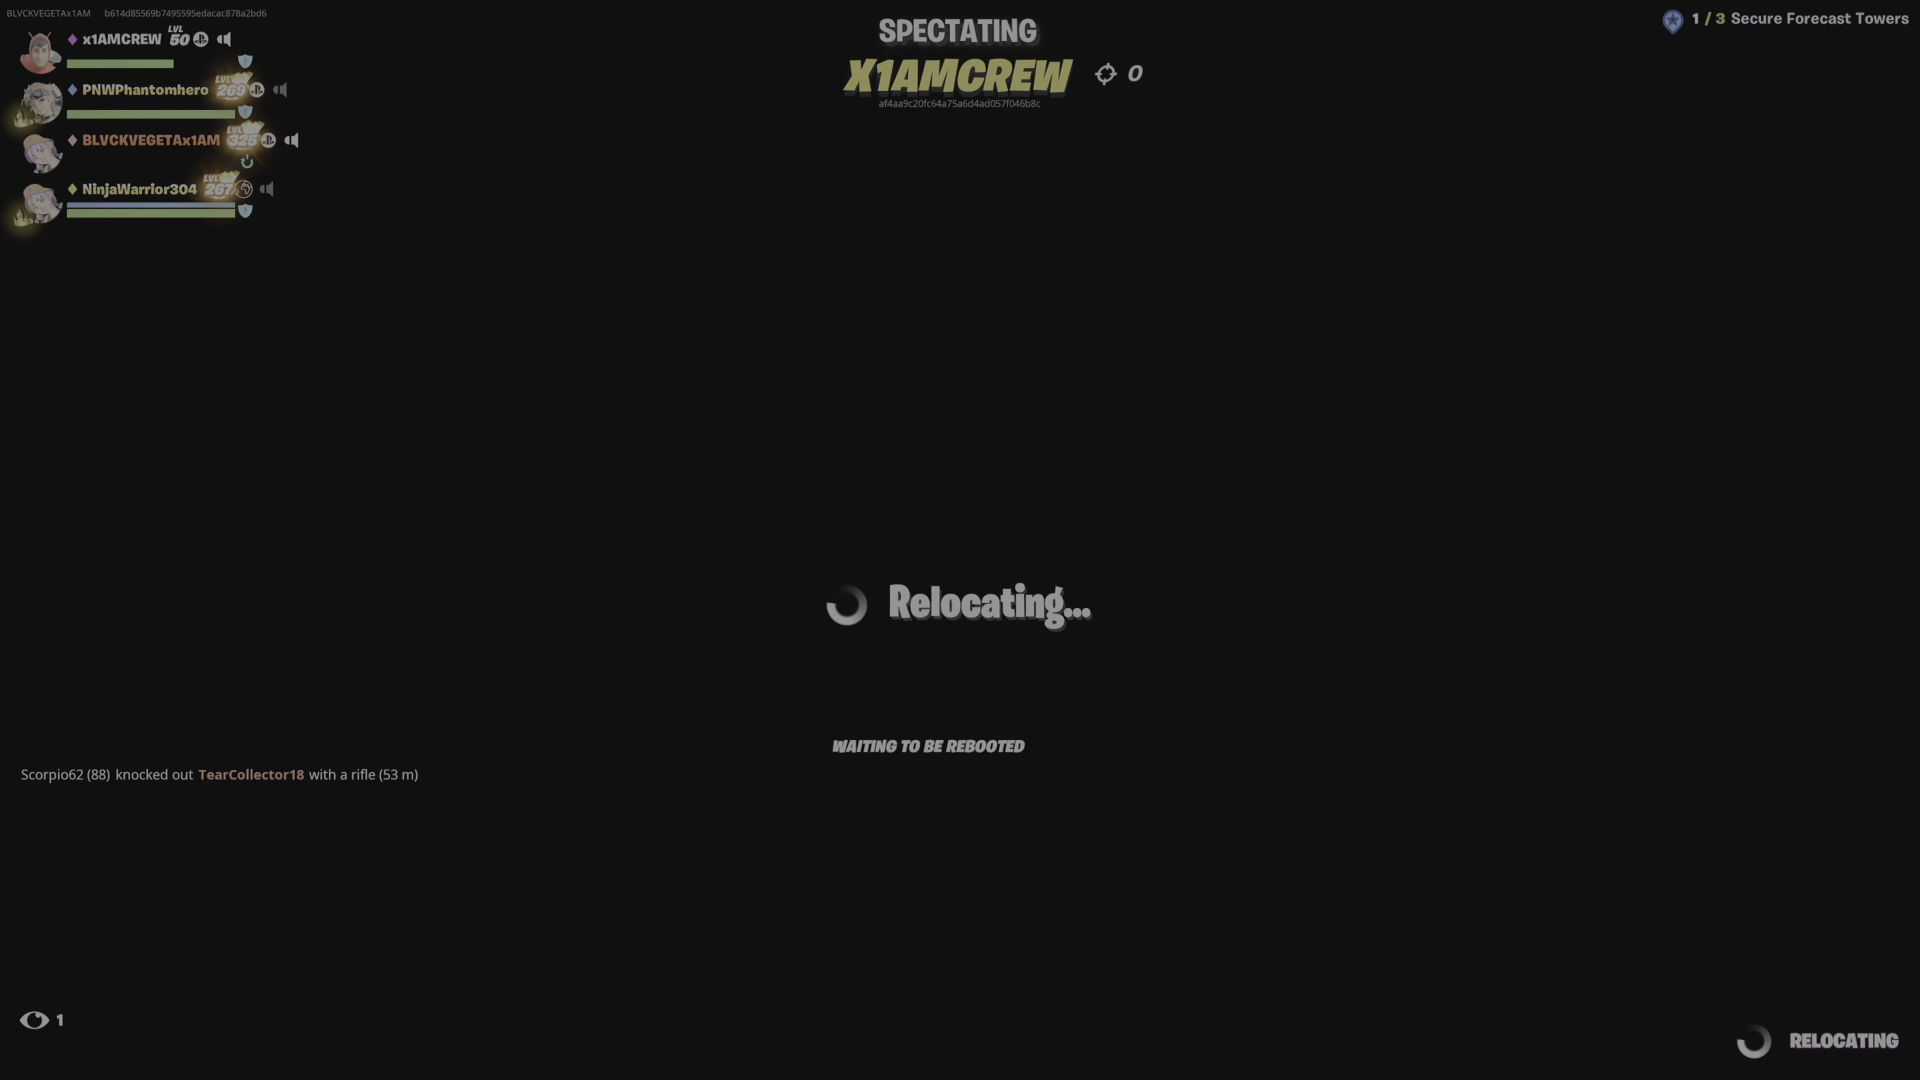 BLVCKVEGETAx1AM b614d85569b7495595edacac878a2bd6
x1AMCREW LVL 50
PNWPhantomhero LVL 269
BLVCKVEGETAx1AM LVL 325
NinjaWarrior304 LVL 267
SPECTATING
X1AMCREW 0
af4aa9c20fc64a75a6d4ad057f046b8c
1 / 3 Secure Forecast Towers
Relocating...
WAITING TO BE REBOOTED
Scorpio62 (88) knocked out TearCollector18 with a rifle (53 m)
1
RELOCATING